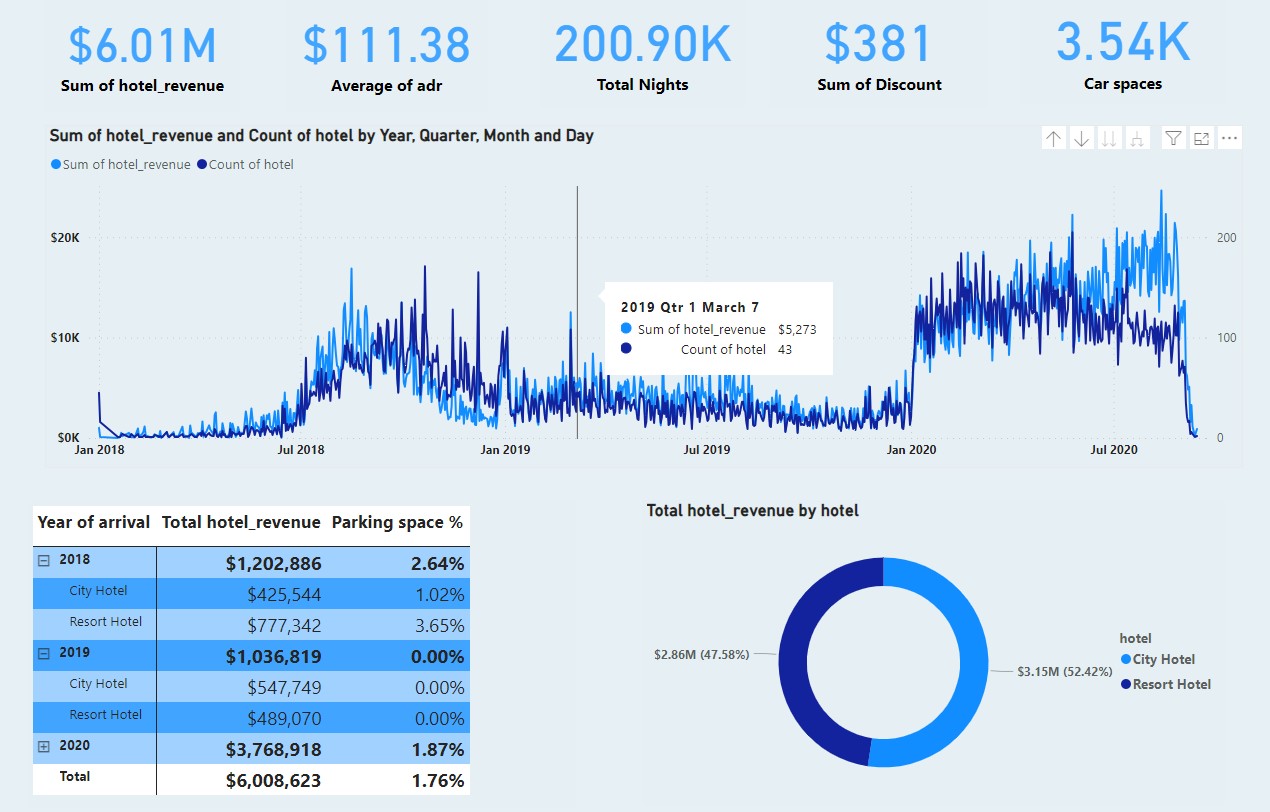 $6.01M $111.38 200.90K $381 3.54K
Sum of hotel_revenue Average of adr Total Nights Sum of Discount Car spaces
Sum of hotel_revenue and Count of hotel by Year, Quarter, Month and Day
Sum of hotel_revenue Count of hotel
$20K 200
$10K 100
$0K 0
2019 Qtr 1 March 7
Sum of hotel_revenue $5,273
Count of hotel 43
Jan 2018 Jul 2018 Jan 2019 Jul 2019 Jan 2020 Jul 2020
Year of arrival Total hotel_revenue Parking space %
2018 $1,202,886 2.64%
City Hotel $425,544 1.02%
Resort Hotel $777,342 3.65%
2019 $1,036,819 0.00%
City Hotel $547,749 0.00%
Resort Hotel $489,070 0.00%
2020 $3,768,918 1.87%
Total $6,008,623 1.76%
Total hotel_revenue by hotel
$2.86M (47.58%)
$3.15M (52.42%)
hotel
City Hotel
Resort Hotel